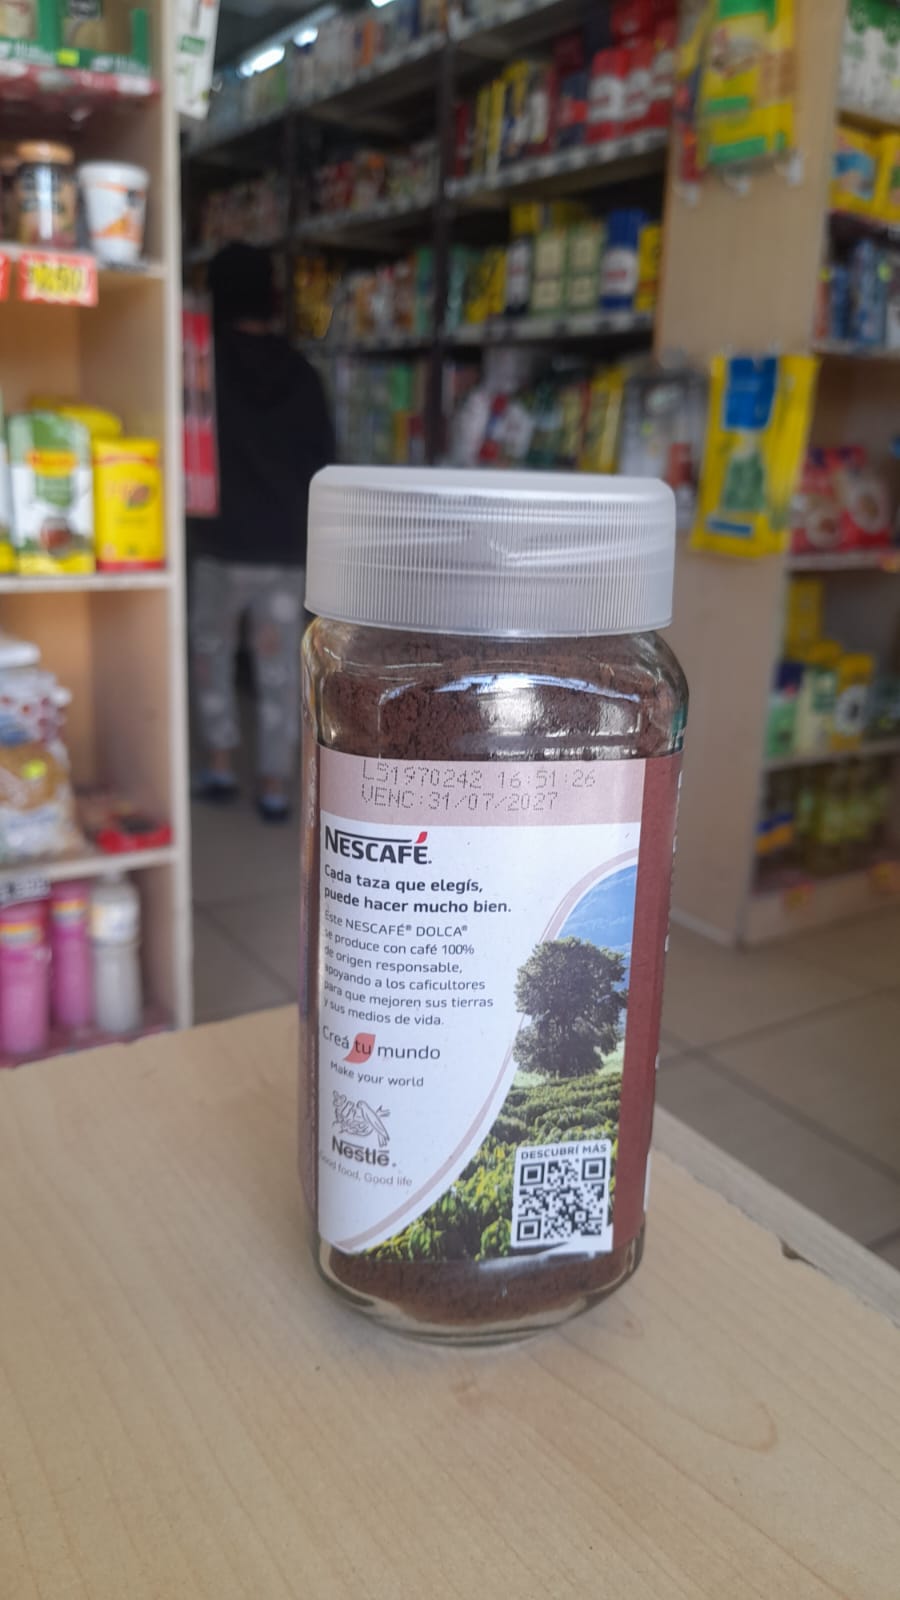 L51970242 16:51:26
VENC:31/07/2027
NESCAFÉ.
Cada taza que elegís,
puede hacer mucho bien.
Este NESCAFÉ® DOLCA®
se produce con café 100%
de origen responsable,
apoyando a los caficultores
para que mejoren sus tierras
y sus medios de vida.
Creá tu mundo
Make your world
Nestlé®
Good food, Good life
DESCUBRÍ MÁS